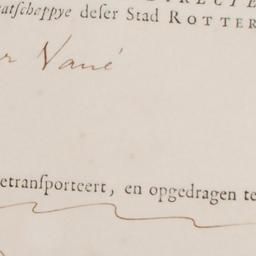 atſchappye deſer Stad ROTTER
r Vané
etranſporteert, en opgedragen te